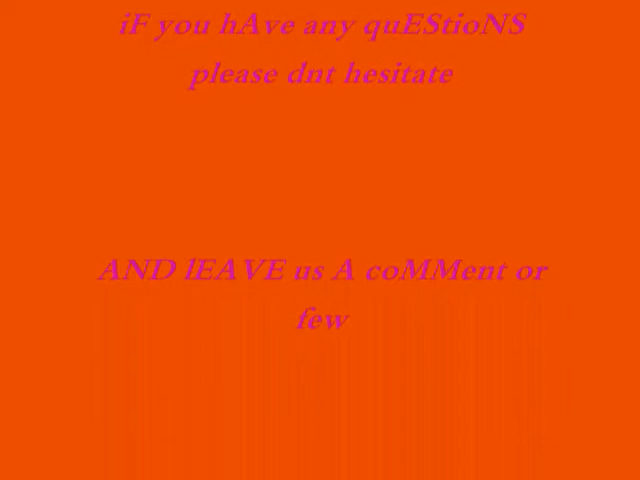 iF you hAve any quEStioNS
please dnt hesitate
AND lEAVE us A coMMent or
few